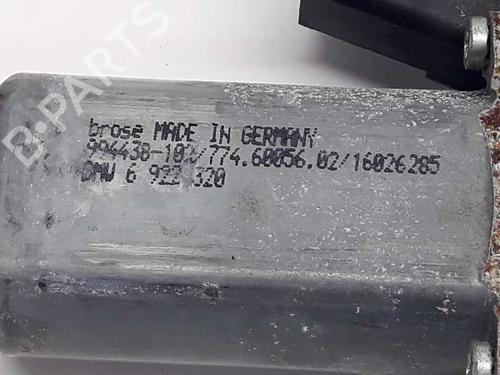 B-PARTS
brose MADE IN GERMANY
994438-102/774.60056.02/16026285
BMW 6 922 320